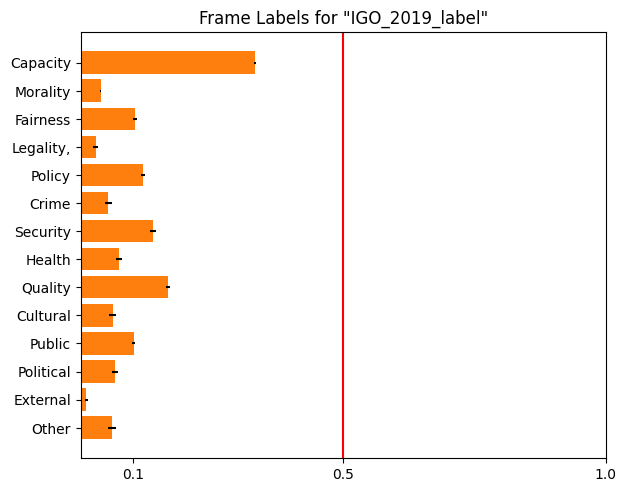 Frame Labels for "IGO_2019_label"
Capacity
Morality
Fairness
Legality,
Policy
Crime
Security
Health
Quality
Cultural
Public
Political
External
Other
0.1 0.5 1.0